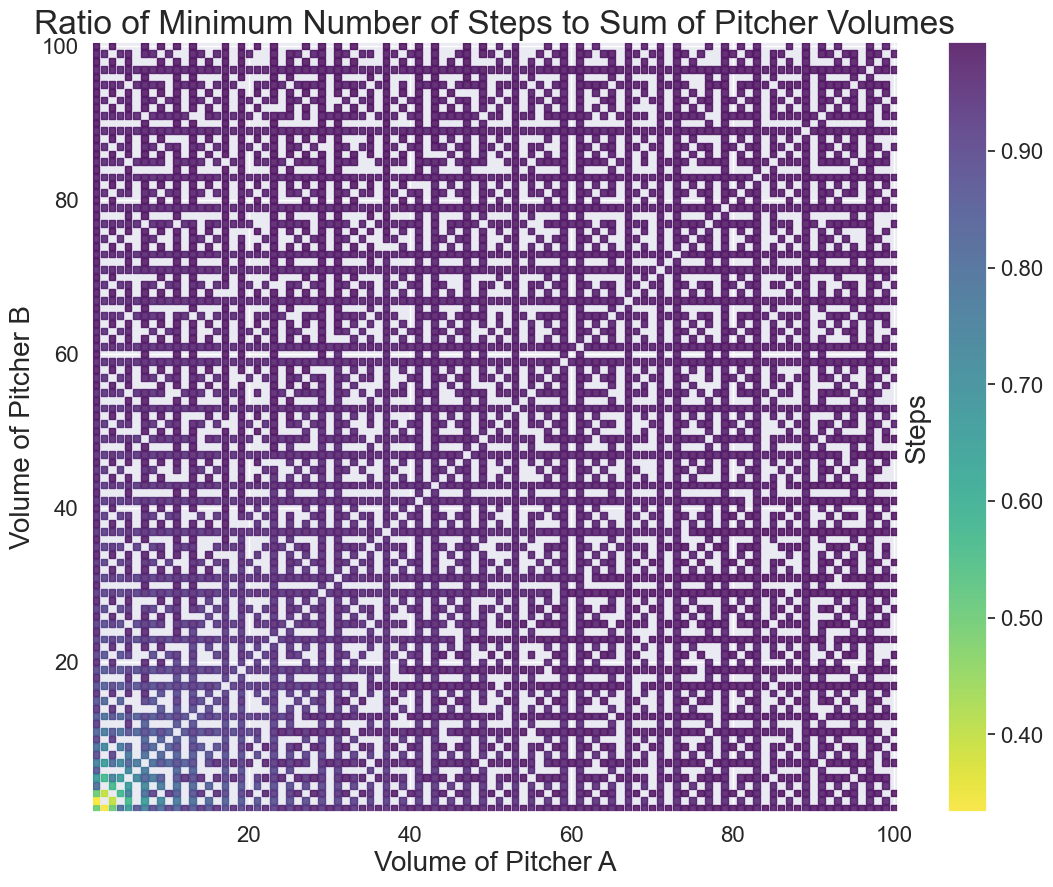 Ratio of Minimum Number of Steps to Sum of Pitcher Volumes
100
80
60
40
20
Volume of Pitcher B
20 40 60 80 100
Volume of Pitcher A
0.90
0.80
0.70
0.60
0.50
0.40
Steps